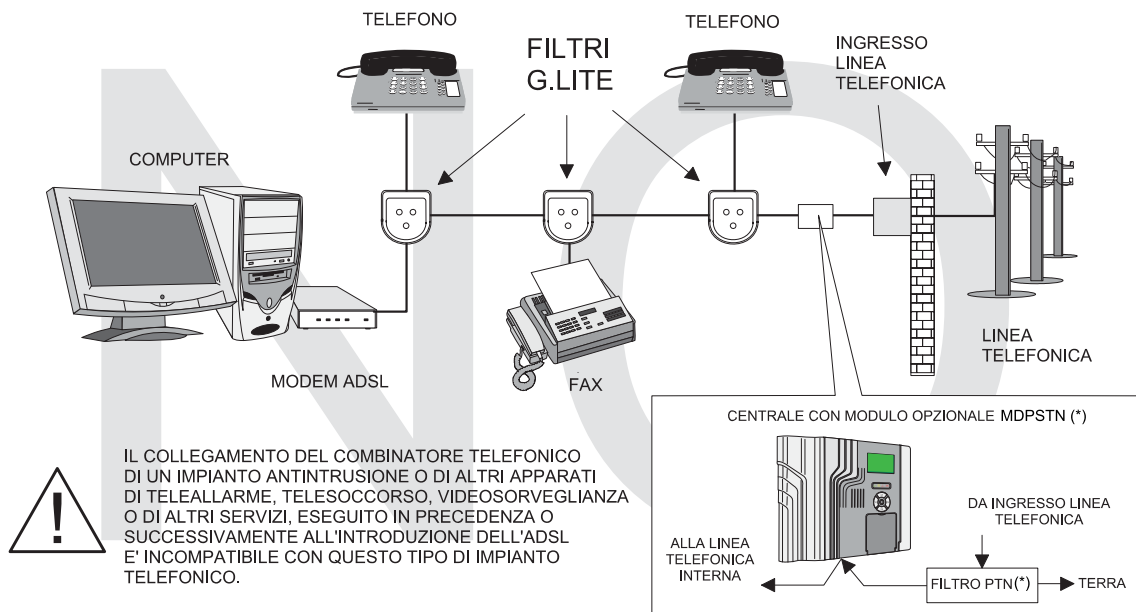 TELEFONO
FILTRI
G.LITE
TELEFONO
INGRESSO
LINEA
TELEFONICA
COMPUTER
MODEM ADSL
FAX
LINEA
TELEFONICA
NO
IL COLLEGAMENTO DEL COMBINATORE TELEFONICO
DI UN IMPIANTO ANTINTRUSIONE O DI ALTRI APPARATI
DI TELEALLARME, TELESOCCORSO, VIDEOSORVEGLIANZA
O DI ALTRI SERVIZI, ESEGUITO IN PRECEDENZA O
SUCCESSIVAMENTE ALL'INTRODUZIONE DELL'ADSL
E' INCOMPATIBILE CON QUESTO TIPO DI IMPIANTO
TELEFONICO.
!
CENTRALE CON MODULO OPZIONALE MDPSTN (*)
DA INGRESSO LINEA
TELEFONICA
ALLA LINEA
TELEFONICA
INTERNA
FILTRO PTN(*)
TERRA